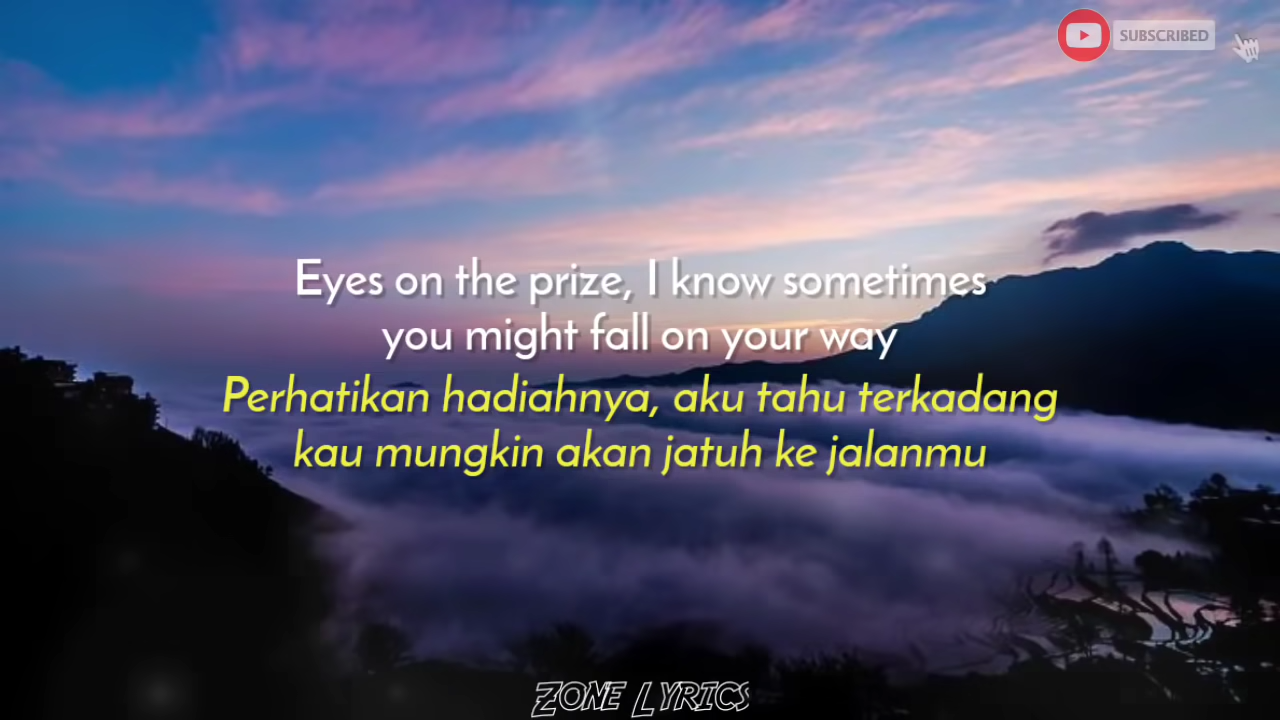 SUBSCRIBED
Eyes on the prize, I know sometimes
you might fall on your way
Perhatikan hadiahnya, aku tahu terkadang
kau mungkin akan jatuh ke jalanmu
ZONE LYRICS